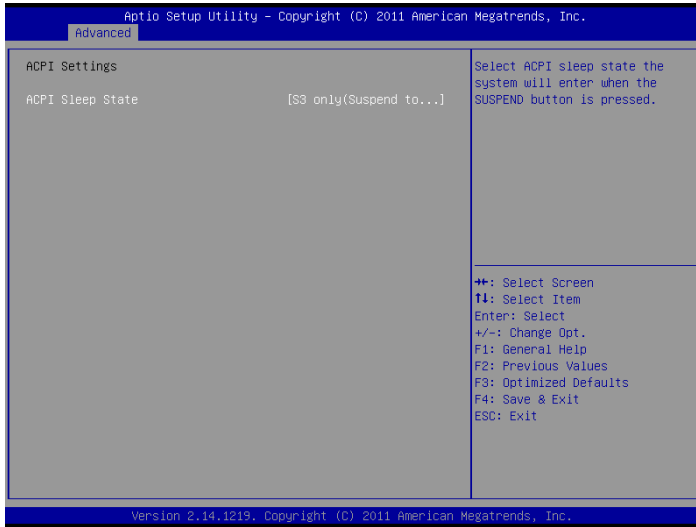 Aptio Setup Utility – Copyright (C) 2011 American Megatrends, Inc.
Advanced
ACPI Settings
ACPI Sleep State [S3 only(Suspend to...]
Select ACPI sleep state the
system will enter when the
SUSPEND button is pressed.
→←: Select Screen
↑↓: Select Item
Enter: Select
+/-: Change Opt.
F1: General Help
F2: Previous Values
F3: Optimized Defaults
F4: Save & Exit
ESC: Exit
Version 2.14.1219. Copyright (C) 2011 American Megatrends, Inc.